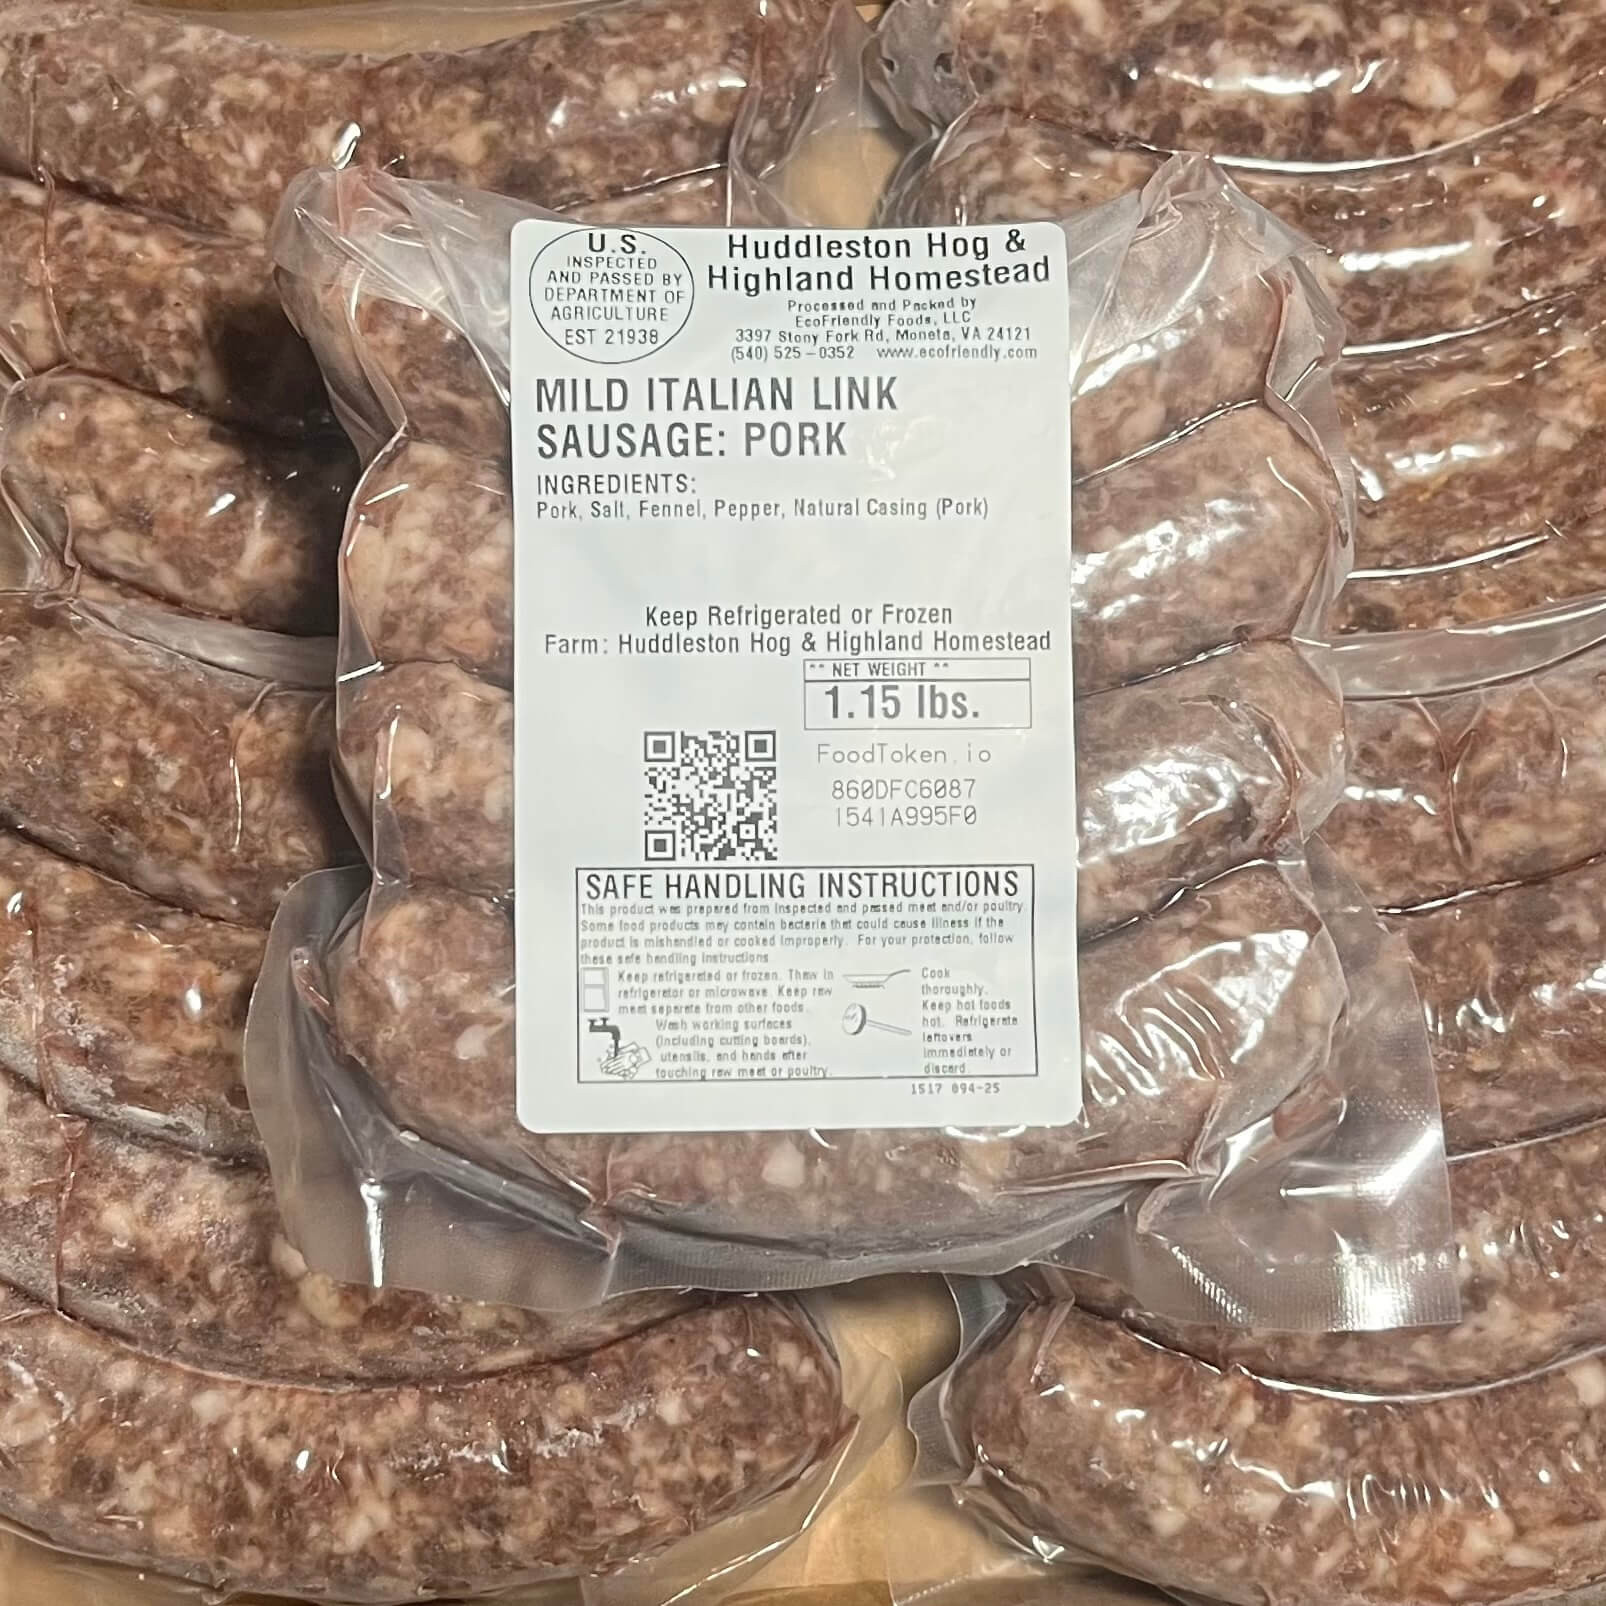 U.S.
INSPECTED
AND PASSED BY
DEPARTMENT OF
AGRICULTURE
EST 21938
Huddleston Hog &
Highland Homestead
Processed and Packed by
EcoFriendly Foods, LLC
3397 Stony Fork Rd, Moneta, VA 24121
(540) 525-0352 www.ecofriendly.com
MILD ITALIAN LINK
SAUSAGE: PORK
INGREDIENTS:
Pork, Salt, Fennel, Pepper, Natural Casing (Pork)
Keep Refrigerated or Frozen
Farm: Huddleston Hog & Highland Homestead
** NET WEIGHT **
1.15 lbs.
FoodToken.io
860DFC6087
1541A995F0
SAFE HANDLING INSTRUCTIONS
This product was prepared from inspected and passed meat and/or poultry.
Some food products may contain bacteria that could cause illness if the
product is mishandled or cooked improperly. For your protection, follow
these safe handling instructions
Keep refrigerated or frozen. Thaw in
refrigerator or microwave. Keep raw
meat separate from other foods.
Wash working surfaces
(including cutting boards),
utensils, and hands after
touching raw meat or poultry.
Cook
thoroughly.
Keep hot foods
hot. Refrigerate
leftovers
immediately or
discard.
1517 094-25